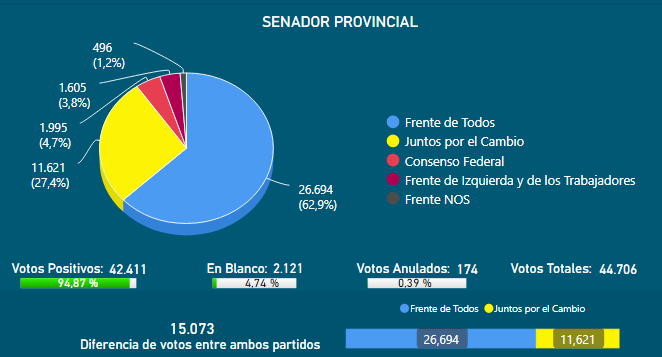 SENADOR PROVINCIAL
496
(1,2%)
1.605
(3,8%)
1.995
(4,7%)
11.621
(27,4%)
26.694
(62,9%)
Frente de Todos
Juntos por el Cambio
Consenso Federal
Frente de Izquierda y de los Trabajadores
Frente NOS
Votos Positivos: 42.411
94,87 %
En Blanco: 2.121
4,74 %
Votos Anulados: 174
0,39 %
Votos Totales: 44.706
15.073
Diferencia de votos entre ambos partidos
Frente de Todos Juntos por el Cambio
26,694 11,621